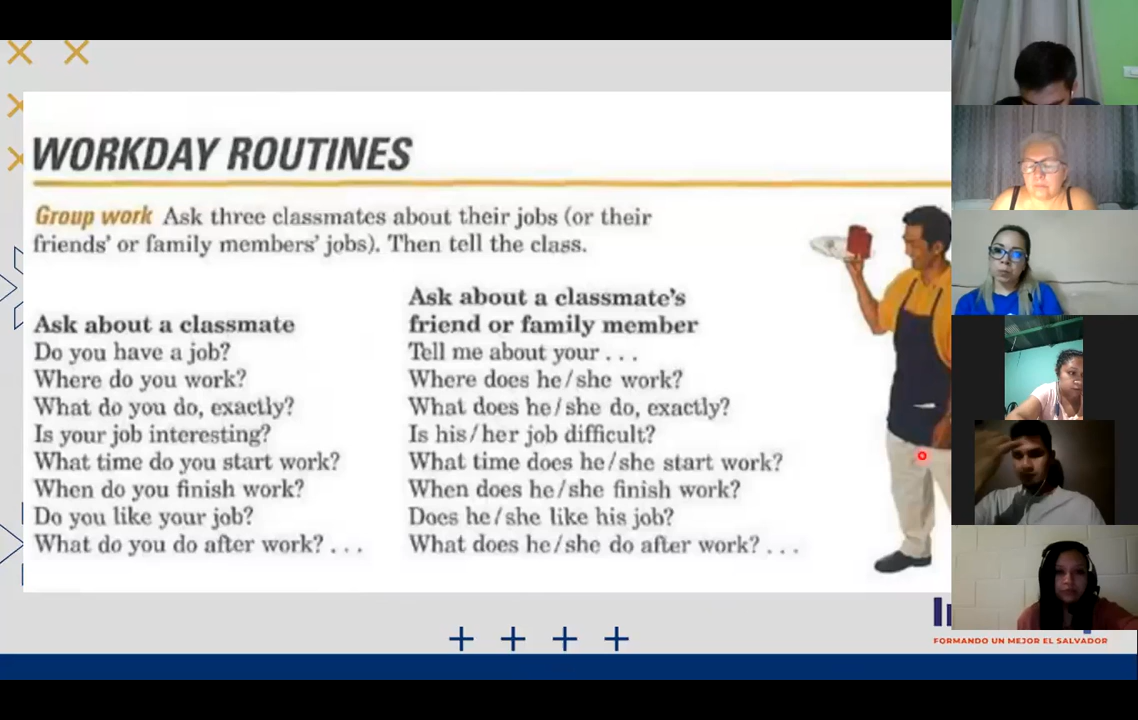 WORKDAY ROUTINES
Group work Ask three classmates about their jobs (or their
friends' or family members' jobs). Then tell the class.
Ask about a classmate
Do you have a job?
Where do you work?
What do you do, exactly?
Is your job interesting?
What time do you start work?
When do you finish work?
Do you like your job?
What do you do after work? . . .
Ask about a classmate's
friend or family member
Tell me about your . . .
Where does he/she work?
What does he/she do, exactly?
Is his/her job difficult?
What time does he/she start work?
When does he/she finish work?
Does he/she like his job?
What does he/she do after work? . . .
FORMANDO UN MEJOR EL SALVADOR